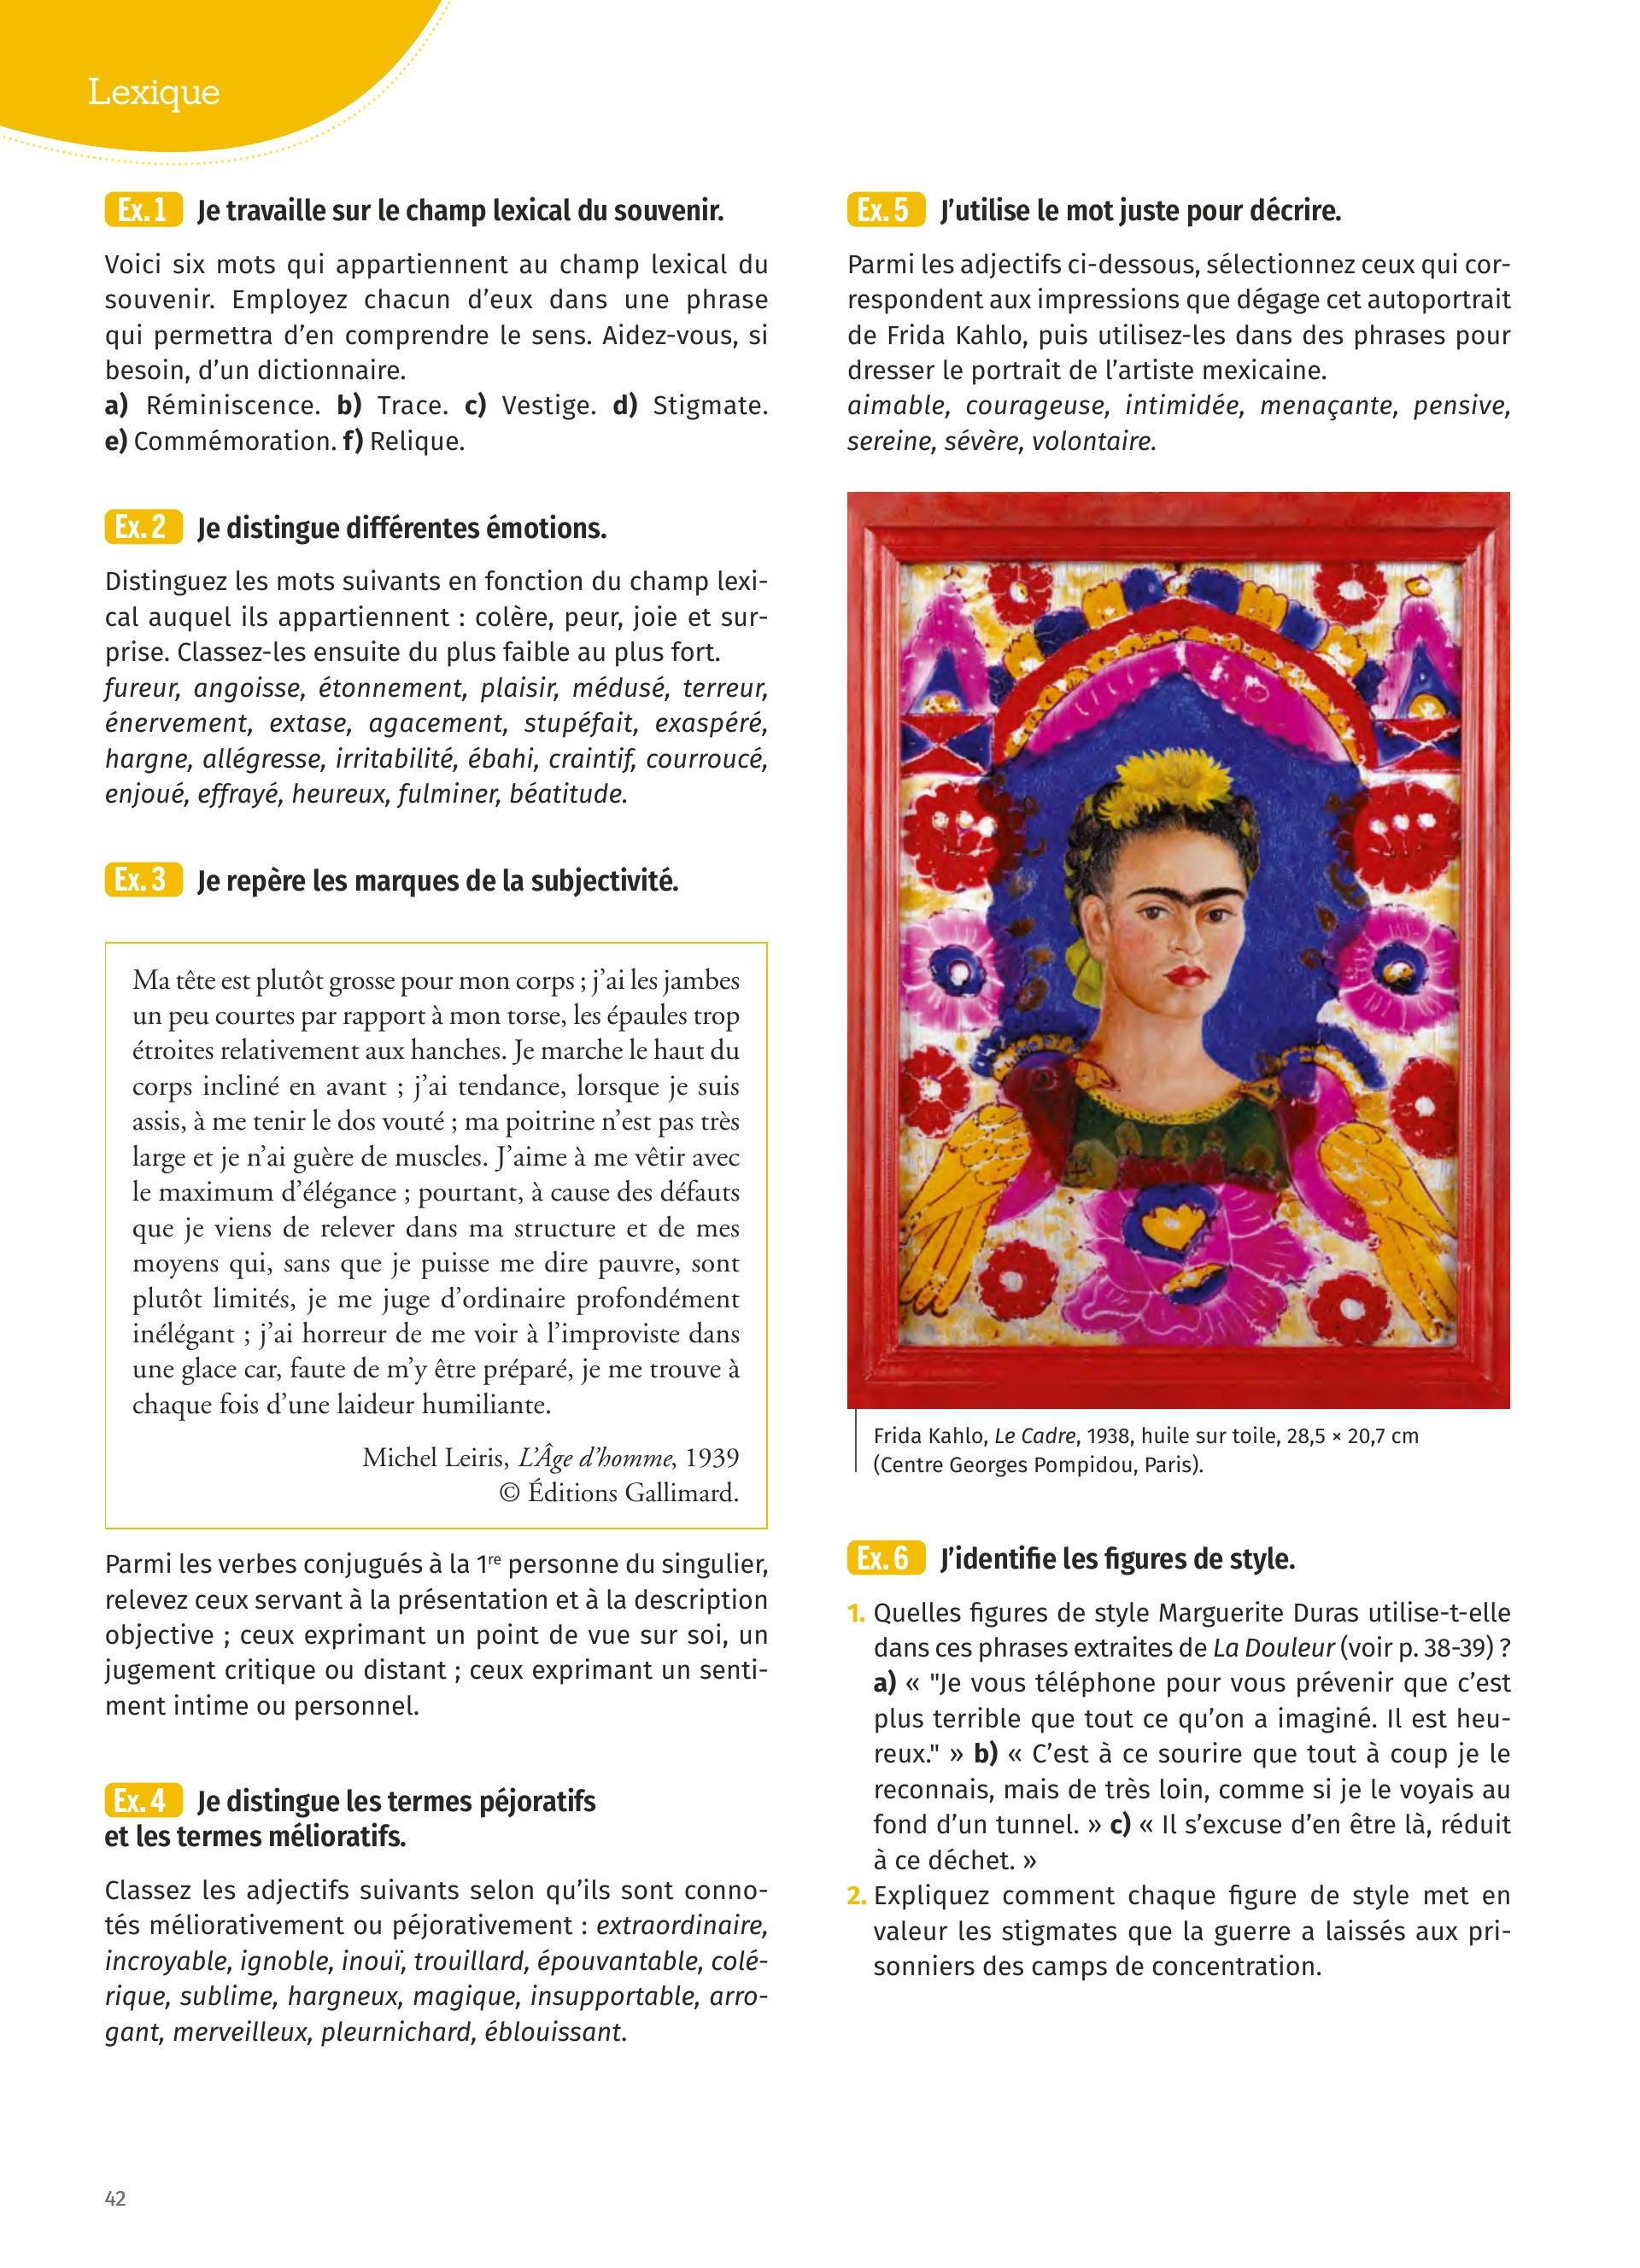 Lexique
Ex. 1 Je travaille sur le champ lexical du souvenir.
Voici six mots qui appartiennent au champ lexical du
souvenir. Employez chacun d’eux dans une phrase
qui permettra d’en comprendre le sens. Aidez-vous, si
besoin, d’un dictionnaire.
a) Réminiscence. b) Trace. c) Vestige. d) Stigmate.
e) Commémoration. f) Relique.
Ex. 2 Je distingue différentes émotions.
Distinguez les mots suivants en fonction du champ lexi-
cal auquel ils appartiennent : colère, peur, joie et sur-
prise. Classez-les ensuite du plus faible au plus fort.
fureur, angoisse, étonnement, plaisir, médusé, terreur,
énervement, extase, agacement, stupéfait, exaspéré,
hargne, allégresse, irritabilité, ébahi, craintif, courroucé,
enjoué, effrayé, heureux, fulminer, béatitude.
Ex. 3 Je repère les marques de la subjectivité.
Ma tête est plutôt grosse pour mon corps ; j’ai les jambes
un peu courtes par rapport à mon torse, les épaules trop
étroites relativement aux hanches. Je marche le haut du
corps incliné en avant ; j’ai tendance, lorsque je suis
assis, à me tenir le dos vouté ; ma poitrine n’est pas très
large et je n’ai guère de muscles. J’aime à me vêtir avec
le maximum d’élégance ; pourtant, à cause des défauts
que je viens de relever dans ma structure et de mes
moyens qui, sans que je puisse me dire pauvre, sont
plutôt limités, je me juge d’ordinaire profondément
inélégant ; j’ai horreur de me voir à l’improviste dans
une glace car, faute de m’y être préparé, je me trouve à
chaque fois d’une laideur humiliante.
Michel Leiris, L’Âge d’homme, 1939
© Éditions Gallimard.
Parmi les verbes conjugués à la 1re personne du singulier,
relevez ceux servant à la présentation et à la description
objective ; ceux exprimant un point de vue sur soi, un
jugement critique ou distant ; ceux exprimant un senti-
ment intime ou personnel.
Ex. 4 Je distingue les termes péjoratifs
et les termes mélioratifs.
Classez les adjectifs suivants selon qu’ils sont conno-
tés méliorativement ou péjorativement : extraordinaire,
incroyable, ignoble, inouï, trouillard, épouvantable, colé-
rique, sublime, hargneux, magique, insupportable, arro-
gant, merveilleux, pleurnichard, éblouissant.
Ex. 5 J’utilise le mot juste pour décrire.
Parmi les adjectifs ci-dessous, sélectionnez ceux qui cor-
respondent aux impressions que dégage cet autoportrait
de Frida Kahlo, puis utilisez-les dans des phrases pour
dresser le portrait de l’artiste mexicaine.
aimable, courageuse, intimidée, menaçante, pensive,
sereine, sévère, volontaire.
Frida Kahlo, Le Cadre, 1938, huile sur toile, 28,5 × 20,7 cm
(Centre Georges Pompidou, Paris).
Ex. 6 J’identifie les figures de style.
1. Quelles figures de style Marguerite Duras utilise-t-elle
dans ces phrases extraites de La Douleur (voir p. 38-39) ?
a) « "Je vous téléphone pour vous prévenir que c’est
plus terrible que tout ce qu’on a imaginé. Il est heu-
reux." » b) « C’est à ce sourire que tout à coup je le
reconnais, mais de très loin, comme si je le voyais au
fond d’un tunnel. » c) « Il s’excuse d’en être là, réduit
à ce déchet. »
2. Expliquez comment chaque figure de style met en
valeur les stigmates que la guerre a laissés aux pri-
sonniers des camps de concentration.
42